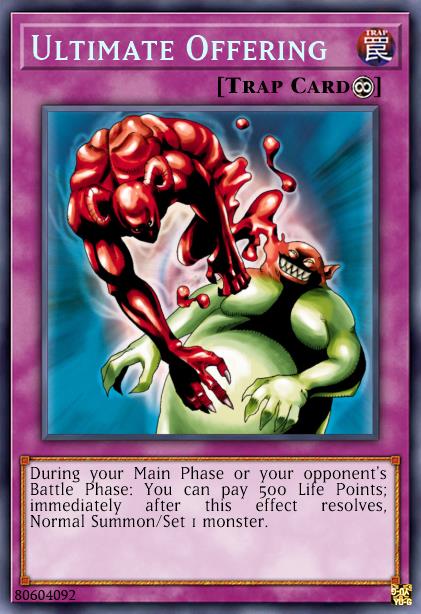 ULTIMATE OFFERING
TRAP
罠
[TRAP CARD♾]
During your Main Phase or your opponent's
Battle Phase: You can pay 500 Life Points;
immediately after this effect resolves,
Normal Summon/Set 1 monster.
80604092